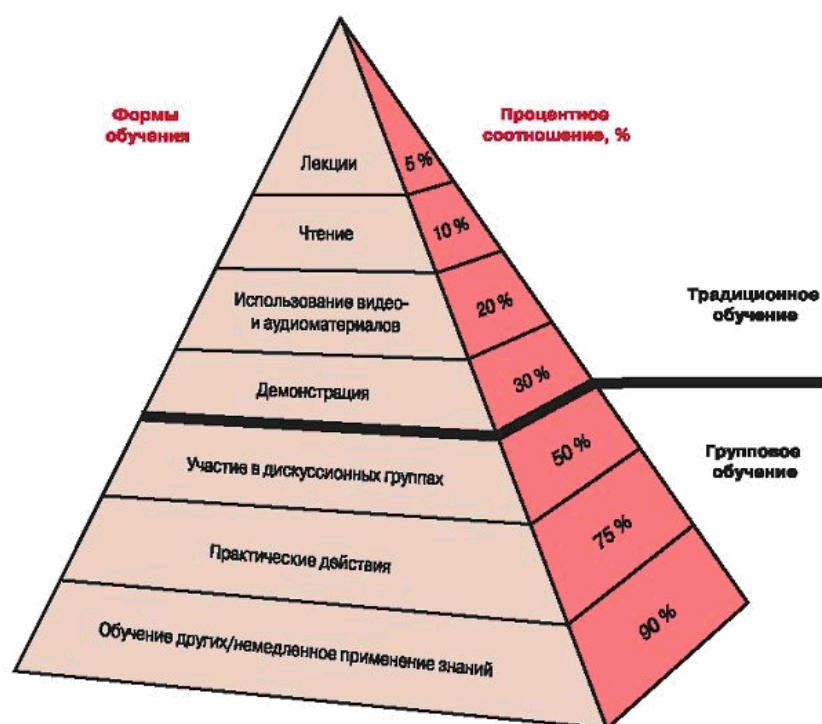 Формы
обучения
Процентное
соотношение, %
Лекции
5 %
Чтение
10 %
Использование видео-
и аудиоматериалов
20 %
Традиционное
обучение
Демонстрация
30 %
Участие в дискуссионных группах
50 %
Групповое
обучение
Практические действия
75 %
Обучение других/немедленное применение знаний
90 %